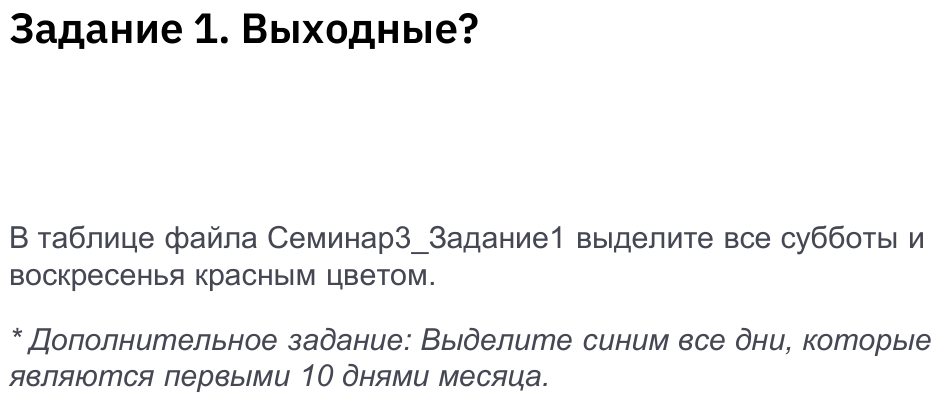 Задание 1. Выходные?
В таблице файла Семинар3_Задание1 выделите все субботы и
воскресенья красным цветом.
* Дополнительное задание: Выделите синим все дни, которые
являются первыми 10 днями месяца.